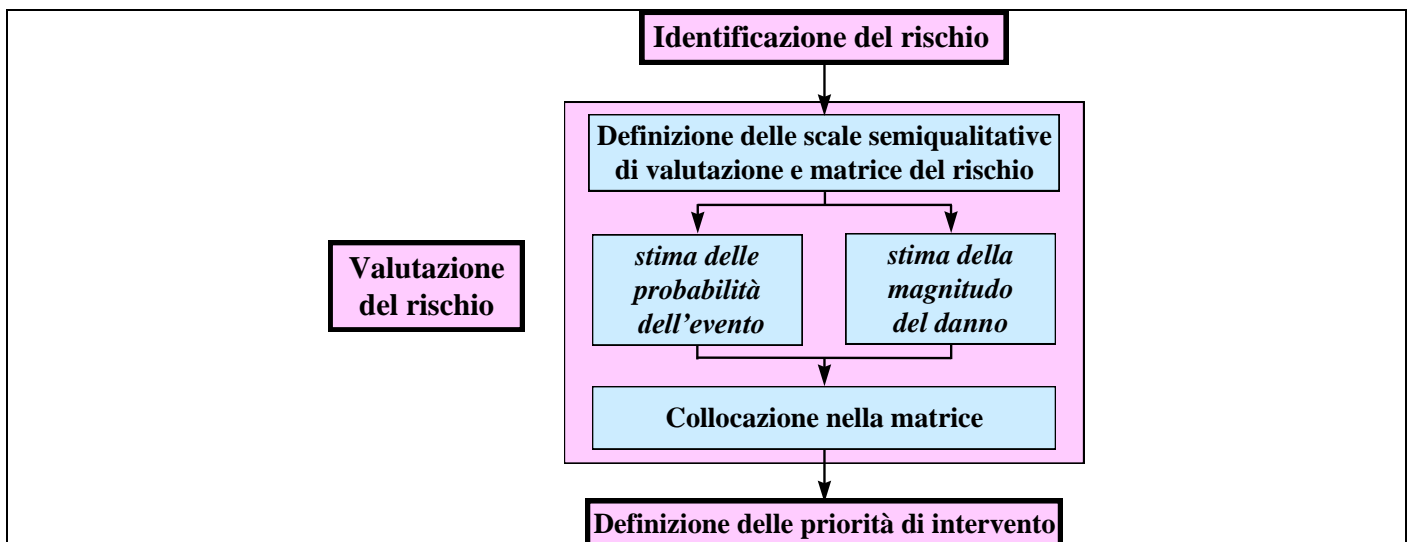 Identificazione del rischio
Definizione delle scale semiqualitative
di valutazione e matrice del rischio
Valutazione
del rischio
stima delle
probabilità
dell’evento
stima della
magnitudo
del danno
Collocazione nella matrice
Definizione delle priorità di intervento